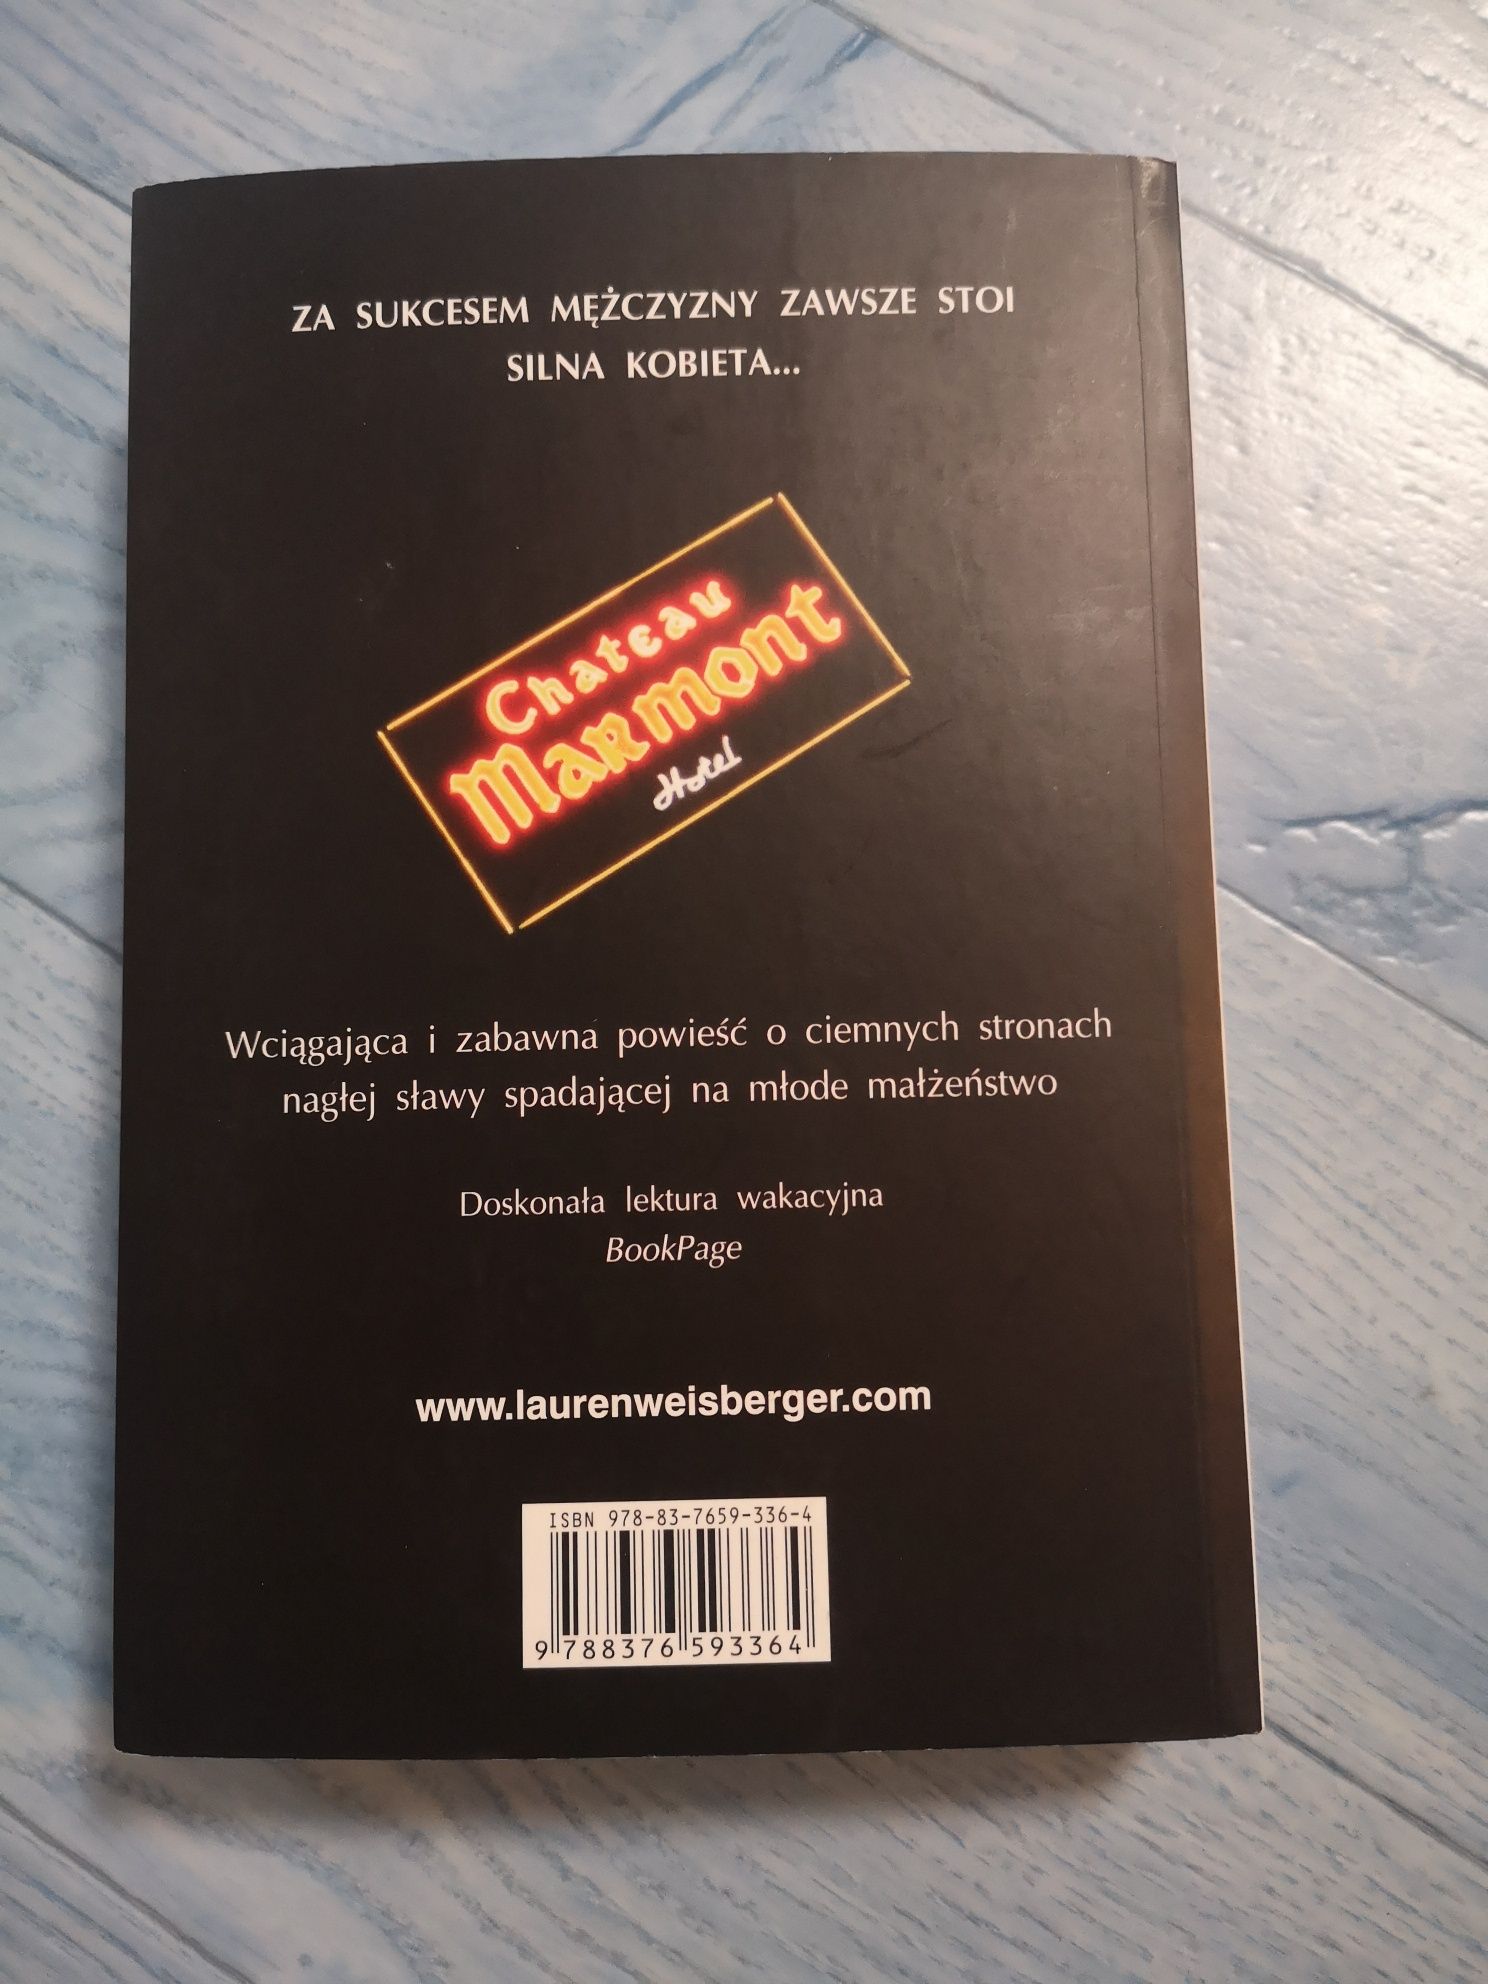 ZA SUKCESEM MĘŻCZYZNY ZAWSZE STOI
SILNA KOBIETA...
Chateau
Marmont
Hotel
Wciągająca i zabawna powieść o ciemnych stronach
nagłej sławy spadającej na młode małżeństwo
Doskonała lektura wakacyjna
BookPage
www.laurenweisberger.com
ISBN 978-83-7659-336-4
9 788376 593364